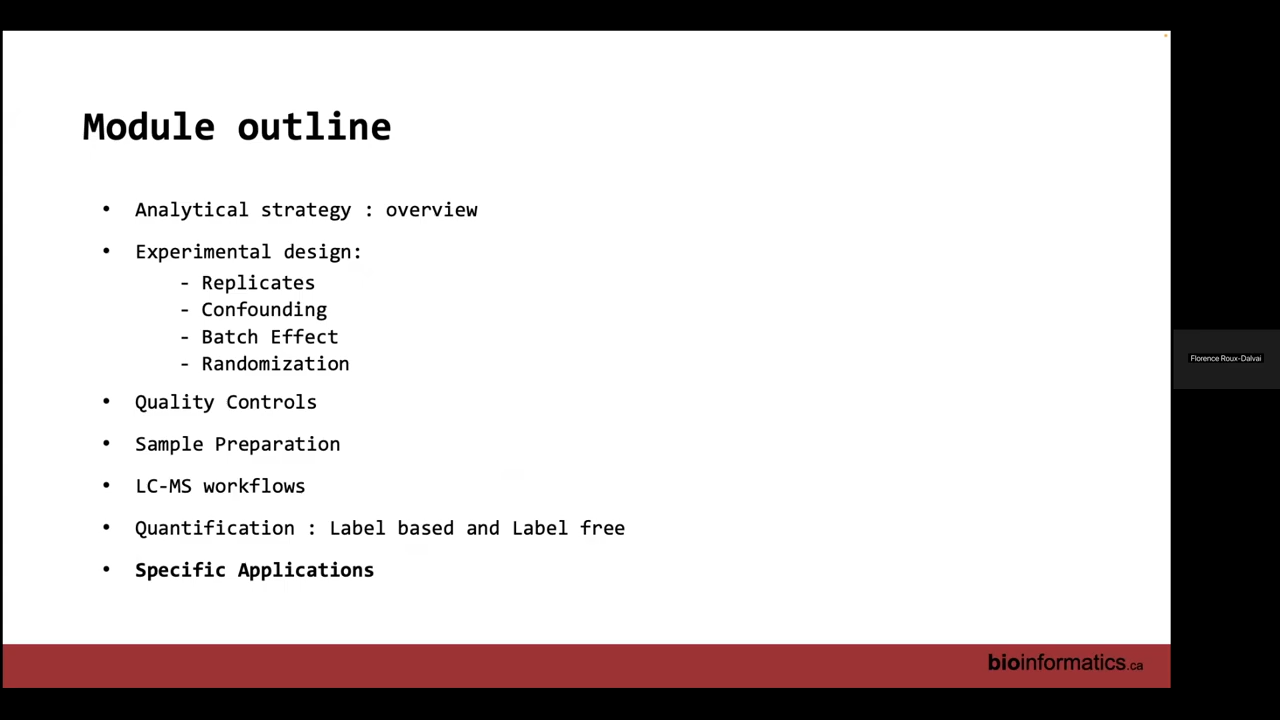 Module outline
• Analytical strategy : overview
• Experimental design:
- Replicates
- Confounding
- Batch Effect
- Randomization
• Quality Controls
• Sample Preparation
• LC-MS workflows
• Quantification : Label based and Label free
• Specific Applications
Florence Roux-Dalvai
bioinformatics.ca